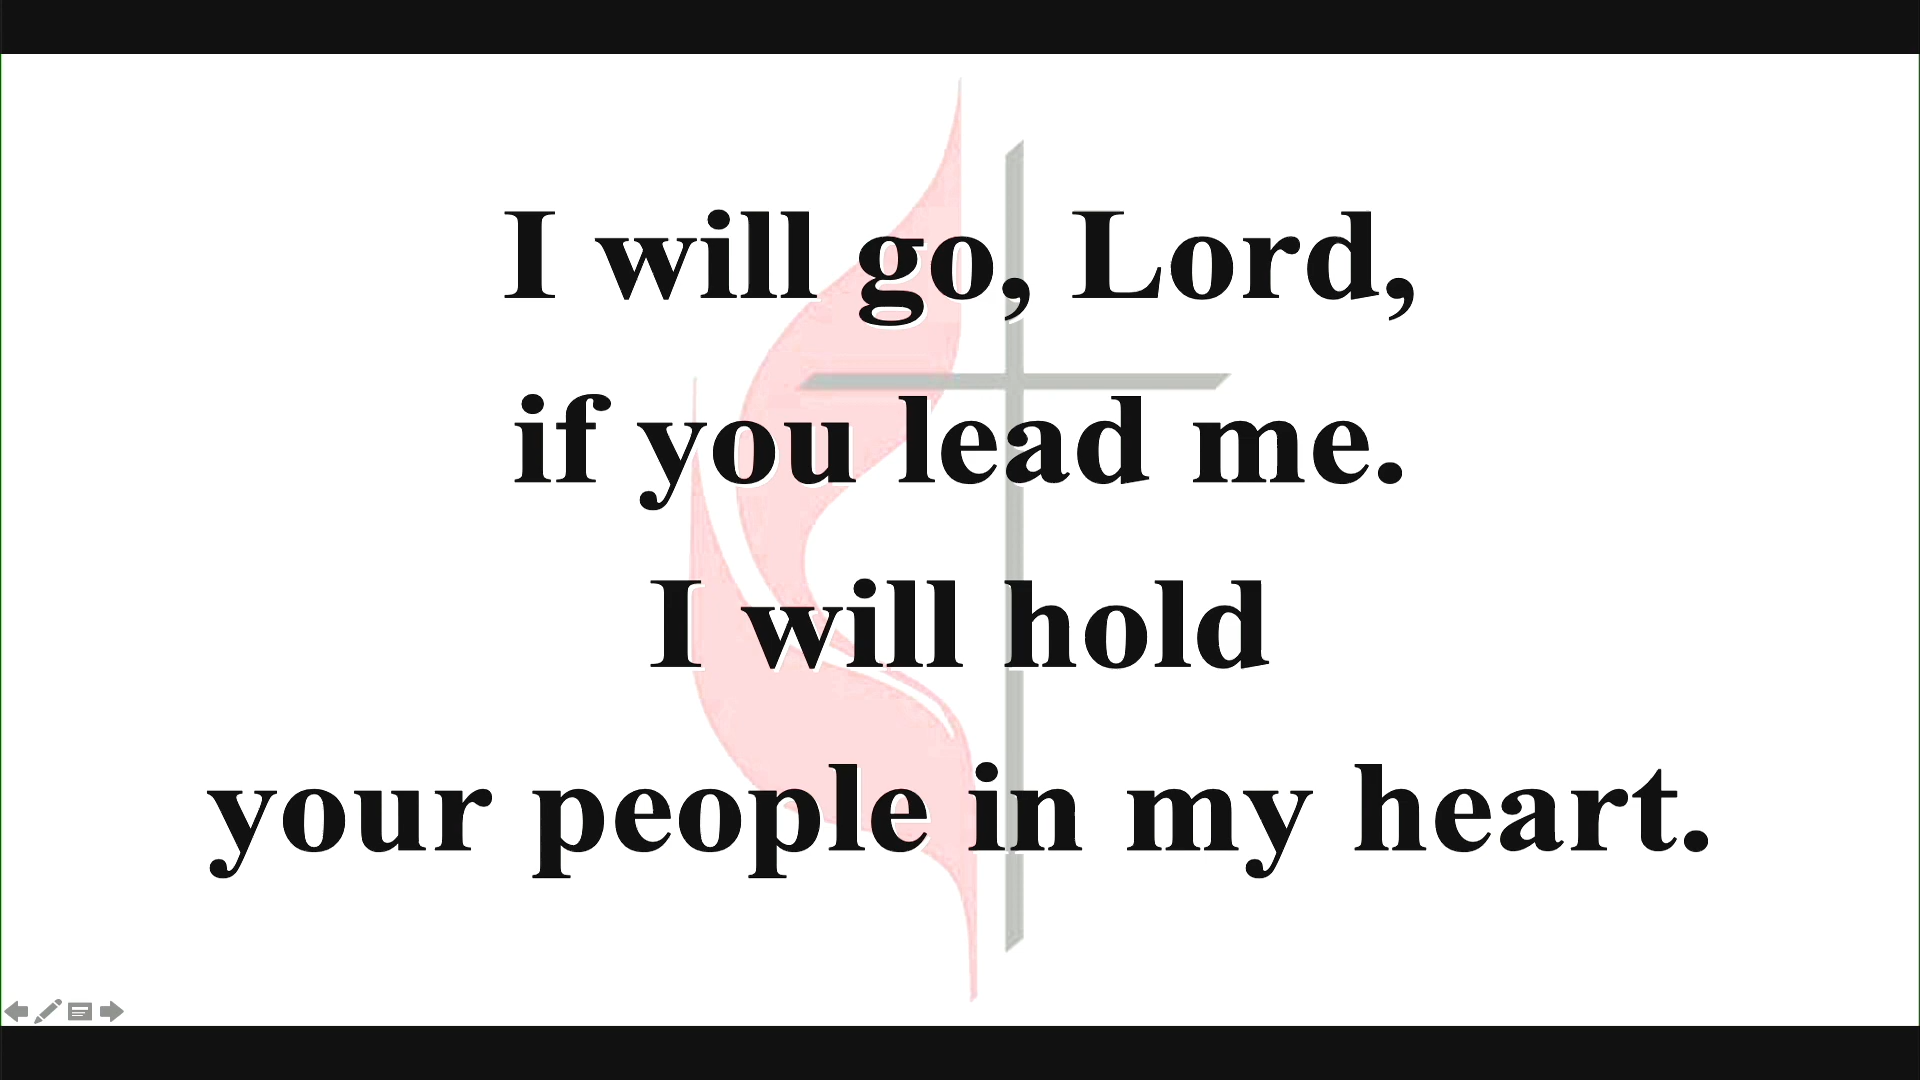 I will go, Lord,
if you lead me.
I will hold
your people in my heart.